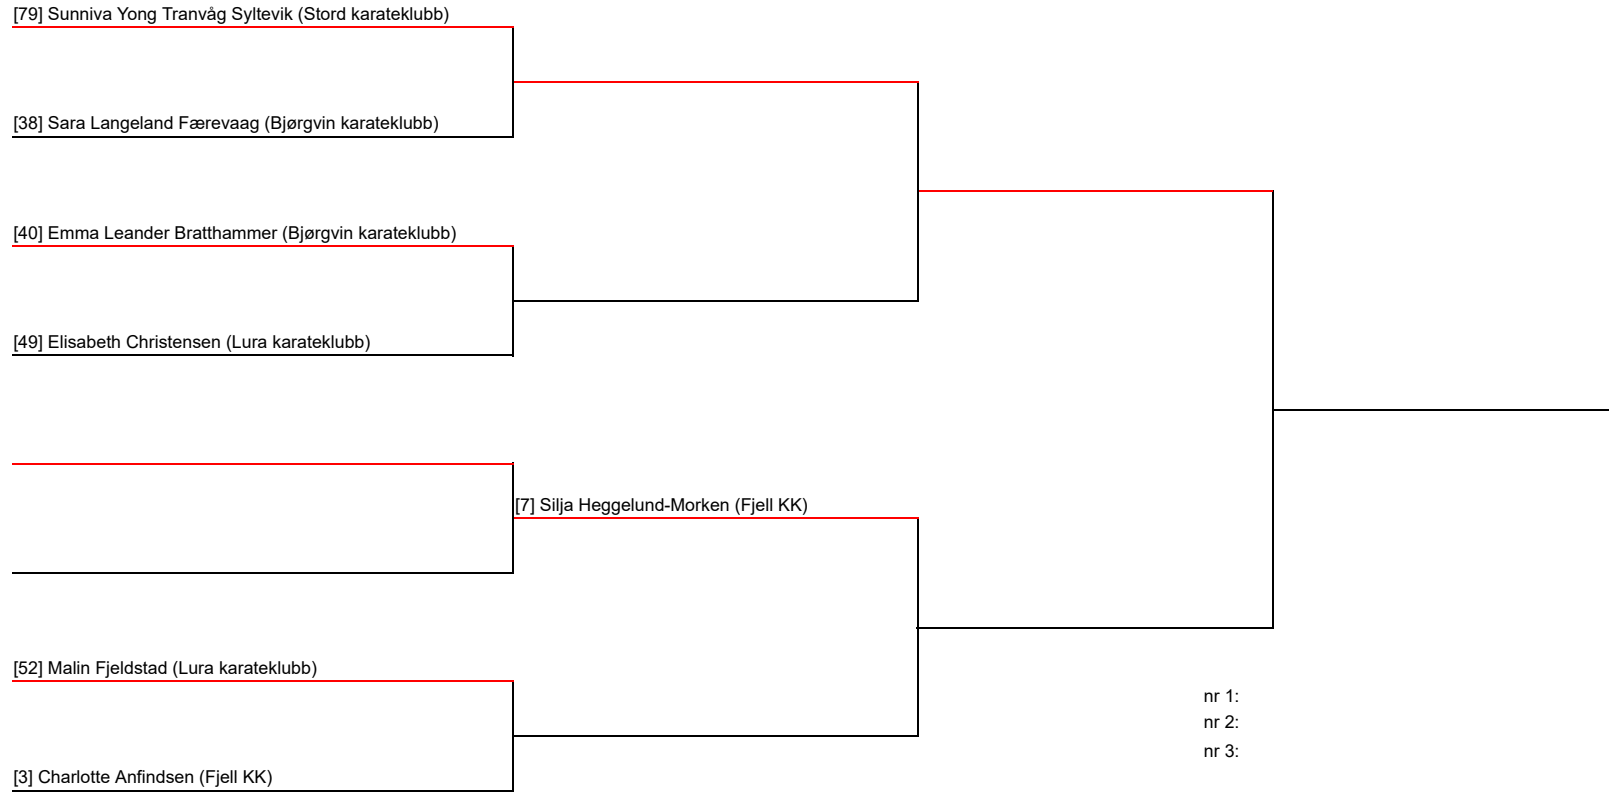 [79] Sunniva Yong Tranvåg Syltevik (Stord karateklubb)
[38] Sara Langeland Færevaag (Bjørgvin karateklubb)
[40] Emma Leander Bratthammer (Bjørgvin karateklubb)
[49] Elisabeth Christensen (Lura karateklubb)
[7] Silja Heggelund-Morken (Fjell KK)
[52] Malin Fjeldstad (Lura karateklubb)
[3] Charlotte Anfindsen (Fjell KK)
nr 1:
nr 2:
nr 3: